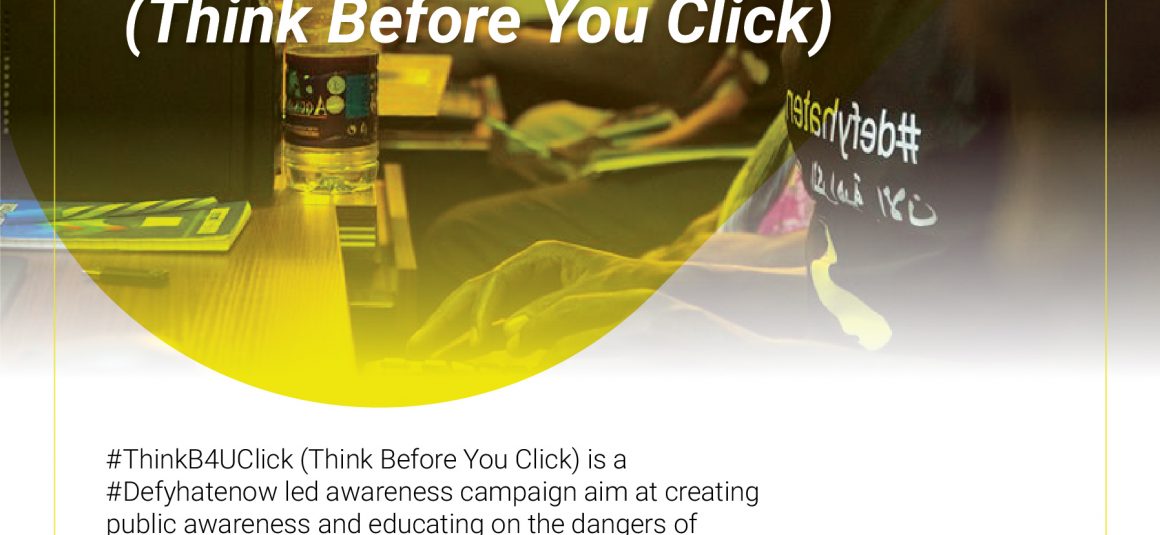 (Think Before You Click)
#defyhaten
الان
#ThinkB4UClick (Think Before You Click) is a
#Defyhatenow led awareness campaign aim at creating
public awareness and educating on the dangers of